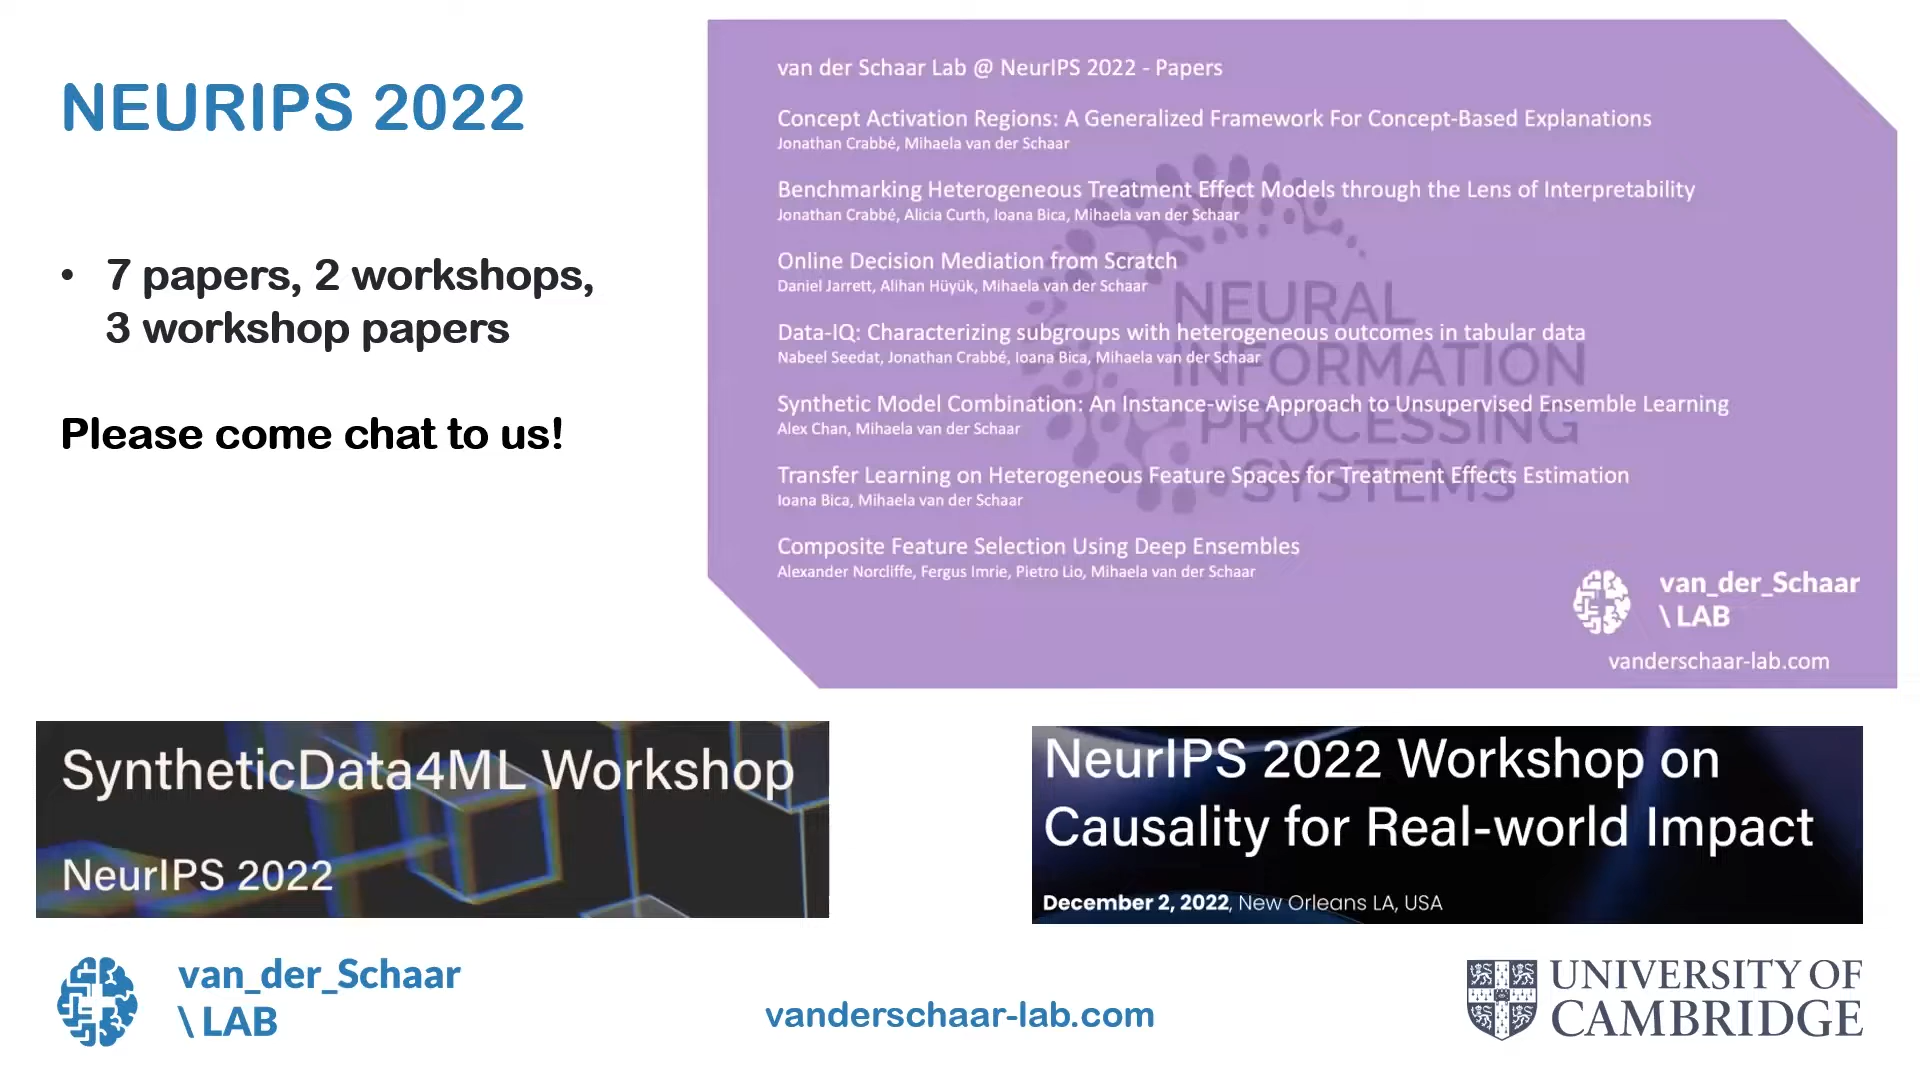 NEURIPS 2022
• 7 papers, 2 workshops,
3 workshop papers
Please come chat to us!
van der Schaar Lab @ NeurIPS 2022 - Papers
Concept Activation Regions: A Generalized Framework For Concept-Based Explanations
Jonathan Crabbé, Mihaela van der Schaar
Benchmarking Heterogeneous Treatment Effect Models through the Lens of Interpretability
Jonathan Crabbé, Alicia Curth, Ioana Bica, Mihaela van der Schaar
Online Decision Mediation from Scratch
Daniel Jarrett, Alihan Hüyük, Mihaela van der Schaar
Data-IQ: Characterizing subgroups with heterogeneous outcomes in tabular data
Nabeel Seedat, Jonathan Crabbé, Ioana Bica, Mihaela van der Schaar
Synthetic Model Combination: An Instance-wise Approach to Unsupervised Ensemble Learning
Alex Chan, Mihaela van der Schaar
Transfer Learning on Heterogeneous Feature Spaces for Treatment Effects Estimation
Ioana Bica, Mihaela van der Schaar
Composite Feature Selection Using Deep Ensembles
Alexander Norcliffe, Fergus Imrie, Pietro Lio, Mihaela van der Schaar
NEURAL
INFORMATION
PROCESSING
SYSTEMS
van_der_Schaar
\ LAB
vanderschaar-lab.com
SyntheticData4ML Workshop
NeurIPS 2022
NeurIPS 2022 Workshop on
Causality for Real-world Impact
December 2, 2022, New Orleans LA, USA
van_der_Schaar
\ LAB
vanderschaar-lab.com
UNIVERSITY OF
CAMBRIDGE